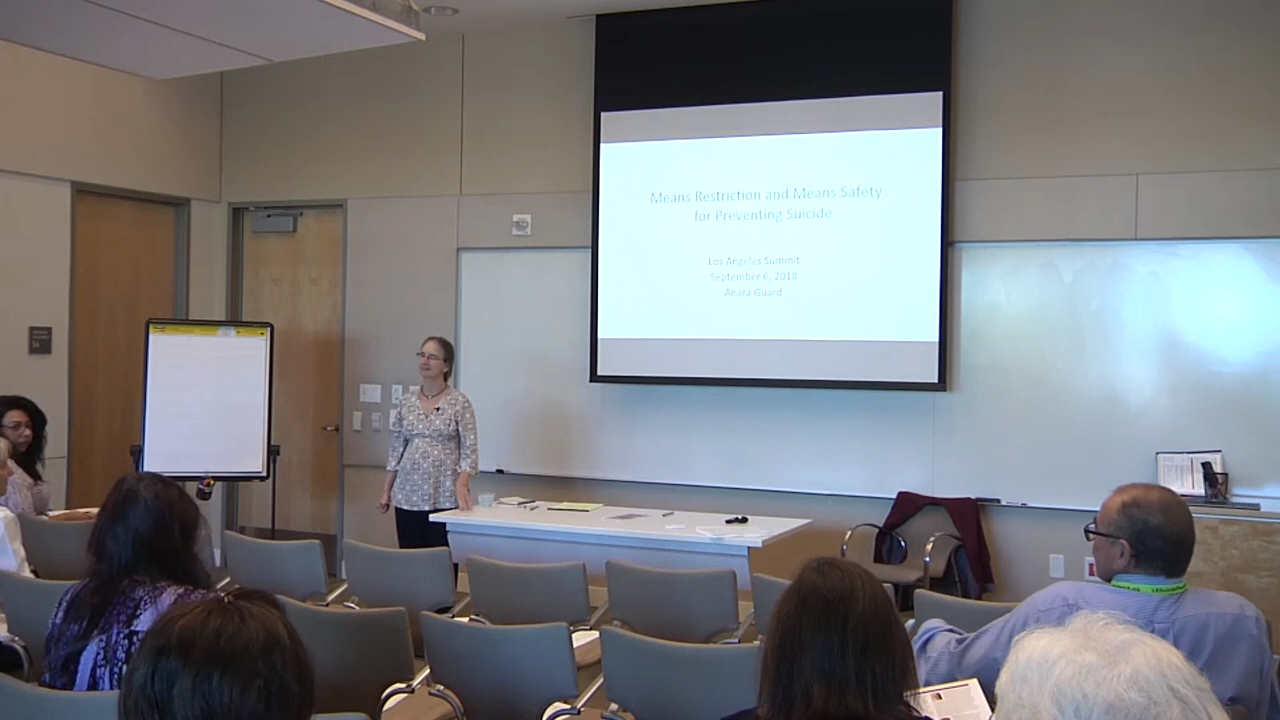 Means Restriction and Means Safety
for Preventing Suicide
Los Angeles Summit
September 6, 2018
Anara Guard